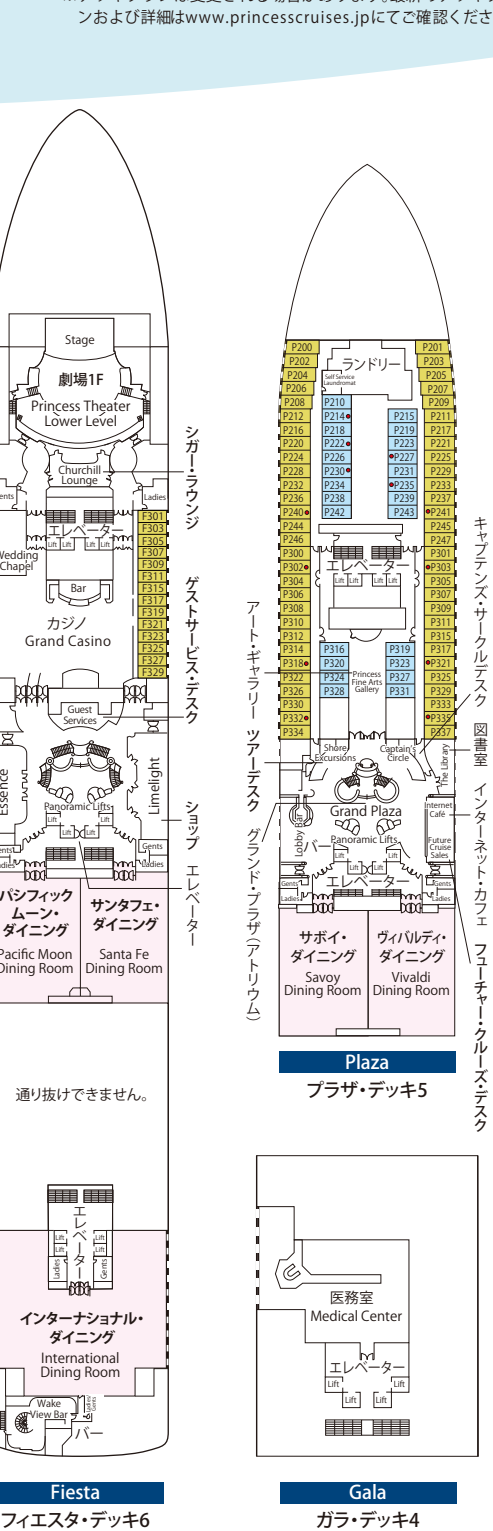 ンおよび詳細はwww.princesscruises.jpにてご確認くださ
Stage
劇場1F
Princess Theater
Lower Level
Churchill
Lounge
シガー・ラウンジ
ents
Ladies
エレベーター
Lift Lift Lift Lift
Wedding
Chapel
Bar
F301
F303
F305
F307
F309
F311
F315
F317
F319
F321
F323
F325
F327
F329
カジノ
Grand Casino
ゲストサービス・デスク
Guest
Services
Essence
Limelight
ショップ
Panoramic Lifts
Lift Lift
Lift Lift
エレベーター
ents
adies
Gents
Ladies
パシフィック
ムーン・
ダイニング
Pacific Moon
Dining Room
サンタフェ・
ダイニング
Santa Fe
Dining Room
通り抜けできません。
エレベーター
Lift Lift
Lift Lift
Ladies
Gents
インターナショナル・
ダイニング
International
Dining Room
Wake
View Bar
Ladies
Gents
バー
Fiesta
フィエスタ・デッキ6
P200
P202
P204
P206
P208
P212
P216
P220
P224
P228
P232
P236
P240
P244
P246
P300
P302
P304
P306
P308
P310
P312
P314
P318
P322
P326
P330
P332
P334
ランドリー
Self Service
Laundromat
P210
P214
P218
P222
P226
P230
P234
P238
P242
P215
P219
P221
P223
P227
P231
P235
P239
P243
P201
P203
P205
P207
P209
P211
P217
P221
P225
P229
P233
P237
P241
P245
P247
P301
P303
P305
P307
P309
P311
P315
P317
P321
P325
P329
P333
P335
P337
エレベーター
Lift Lift Lift Lift
P316
P320
P324
P328
P319
P323
P327
P331
Princess
Fine Arts
Gallery
アート・ギャラリー
ツアーデスク
グランド・プラザ(アトリウム)
キャプテンズ・サークルデスク
図書室
インターネット・カフェ
フューチャー・クルーズ・デスク
Shore
Excursions
Captain's
Circle
The Library
Grand Plaza
Internet
Café
Lobby Bar
バー
Panoramic Lifts
Lift Lift
Lift Lift
Future
Cruise
Sales
エレベーター
Gents
Ladies
Gents
Ladies
サボイ・
ダイニング
Savoy
Dining Room
ヴィバルディ・
ダイニング
Vivaldi
Dining Room
Plaza
プラザ・デッキ5
医務室
Medical Center
エレベーター
Lift Lift
Lift Lift
Gala
ガラ・デッキ4